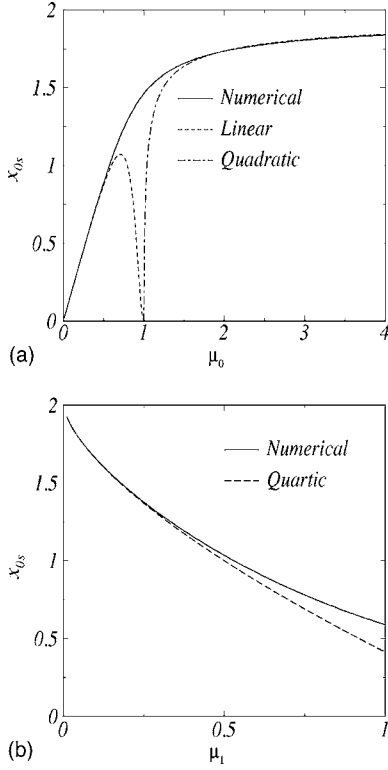 2
1.5
1
0.5
0
x0s
Numerical
Linear
Quadratic
0 1 2 3 4
(a) μ0
2
1.5
1
0.5
0
x0s
Numerical
Quartic
0 0.5 1
(b) μ1